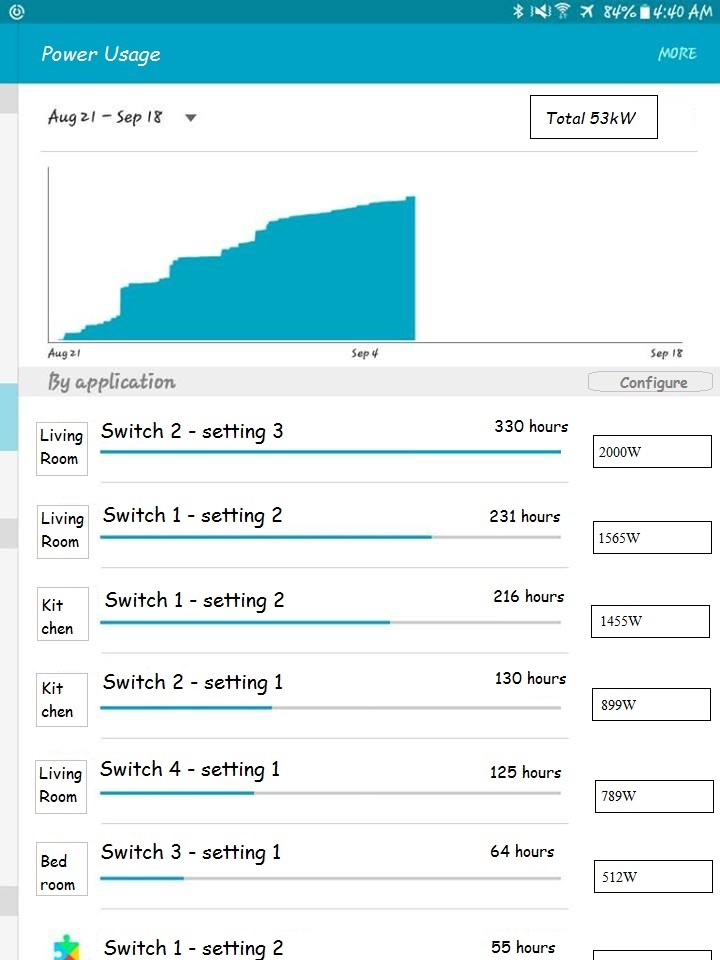 84% 4:40 AM
Power Usage
MORE
Aug 21 – Sep 18
Total 53kW
Aug 21
Sep 4
Sep 18
By application
Configure
Living
Room
Switch 2 - setting 3
330 hours
2000W
Living
Room
Switch 1 - setting 2
231 hours
1565W
Kit
chen
Switch 1 - setting 2
216 hours
1455W
Kit
chen
Switch 2 - setting 1
130 hours
899W
Living
Room
Switch 4 - setting 1
125 hours
789W
Bed
room
Switch 3 - setting 1
64 hours
512W
Switch 1 - setting 2
55 hours